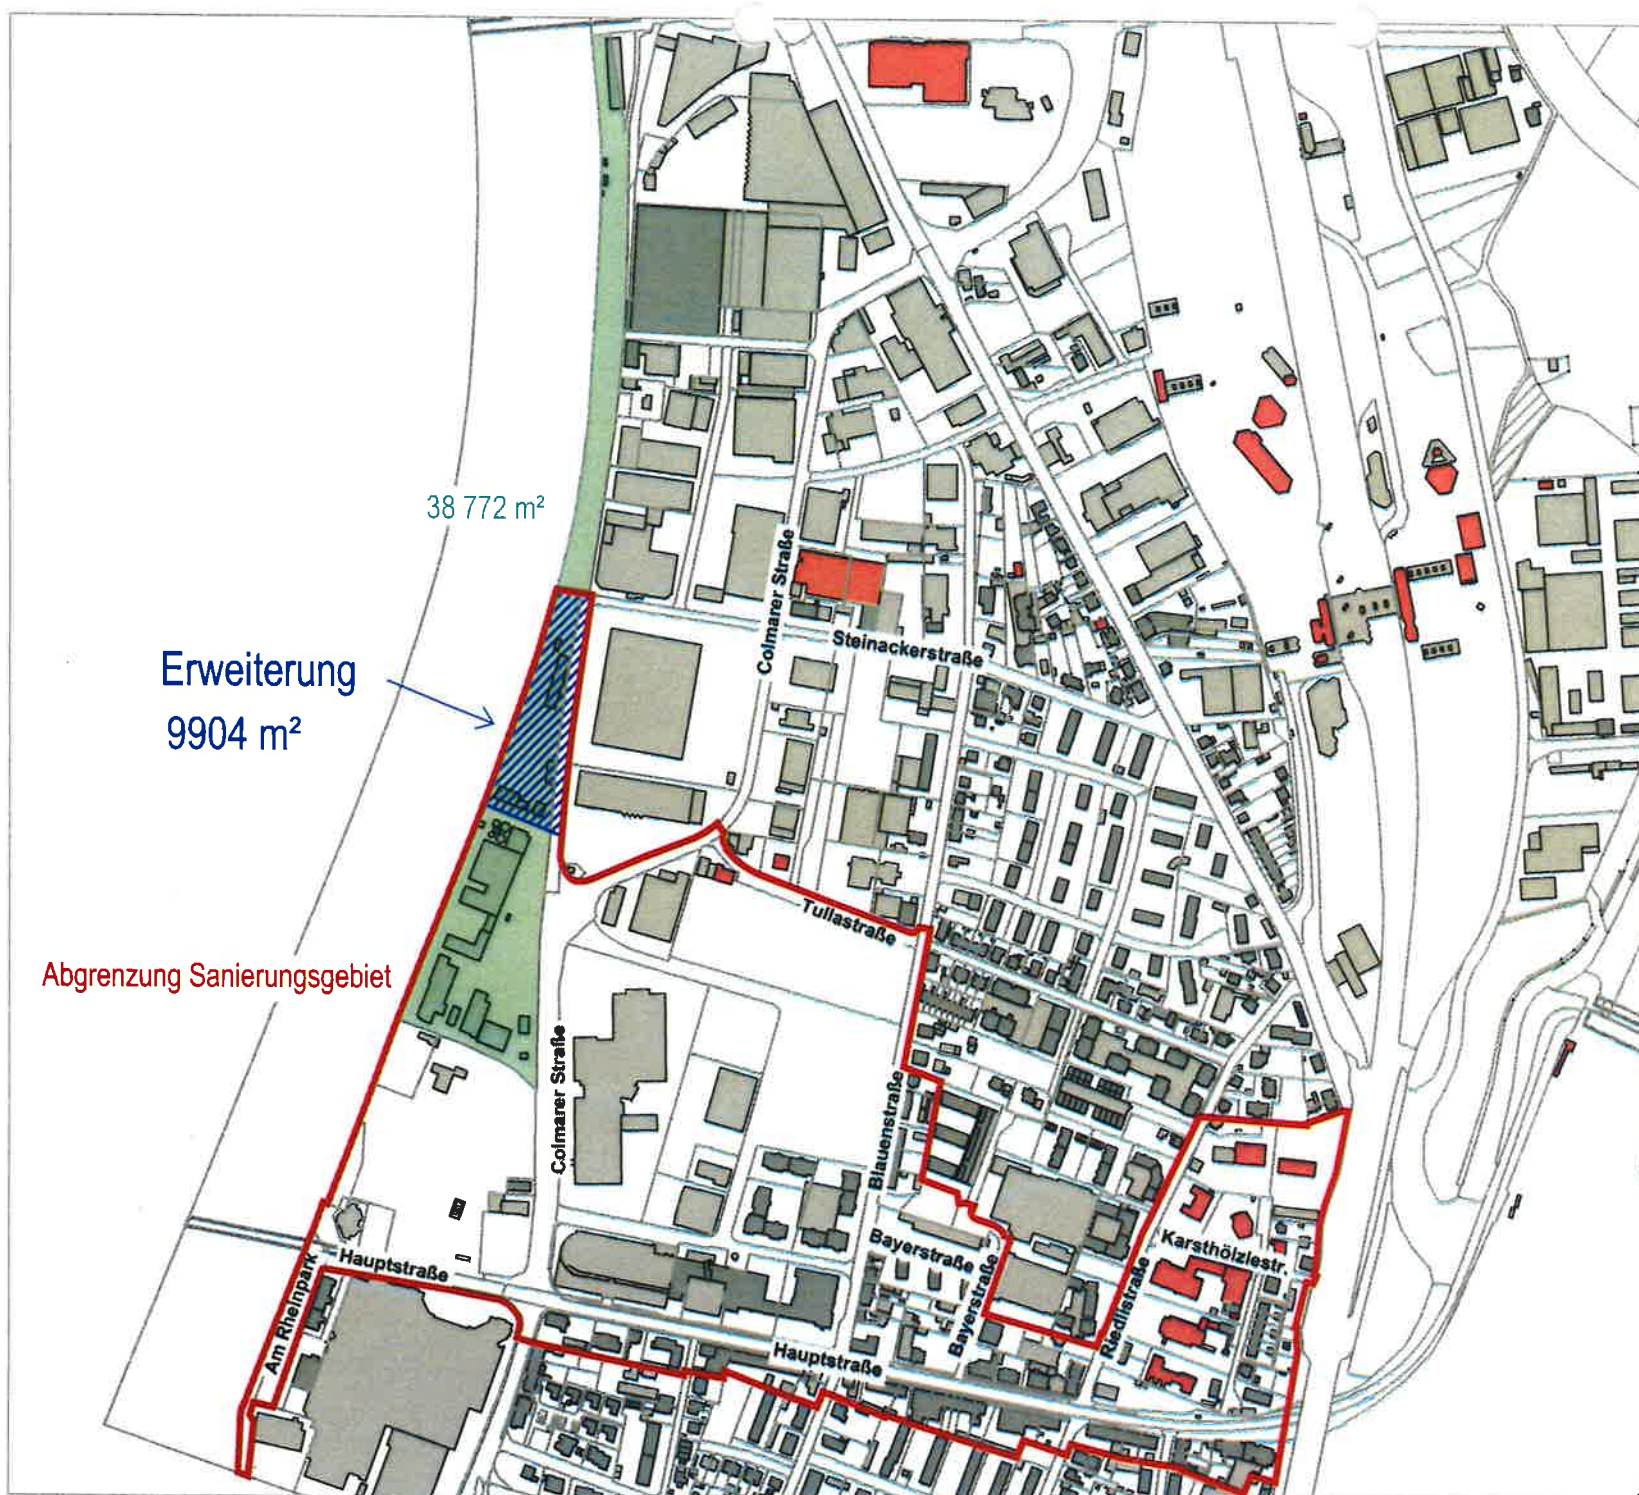 38 772 m²
Colmarer Straße
Steinackerstraße
Erweiterung
9904 m²
Tullastraße
Abgrenzung Sanierungsgebiet
Colmarer Straße
Blauenstraße
Bayerstraße
Karsthölzlestr.
Hauptstraße
Am Rheinpark
Bayerstraße
Riedlistraße
Hauptstraße